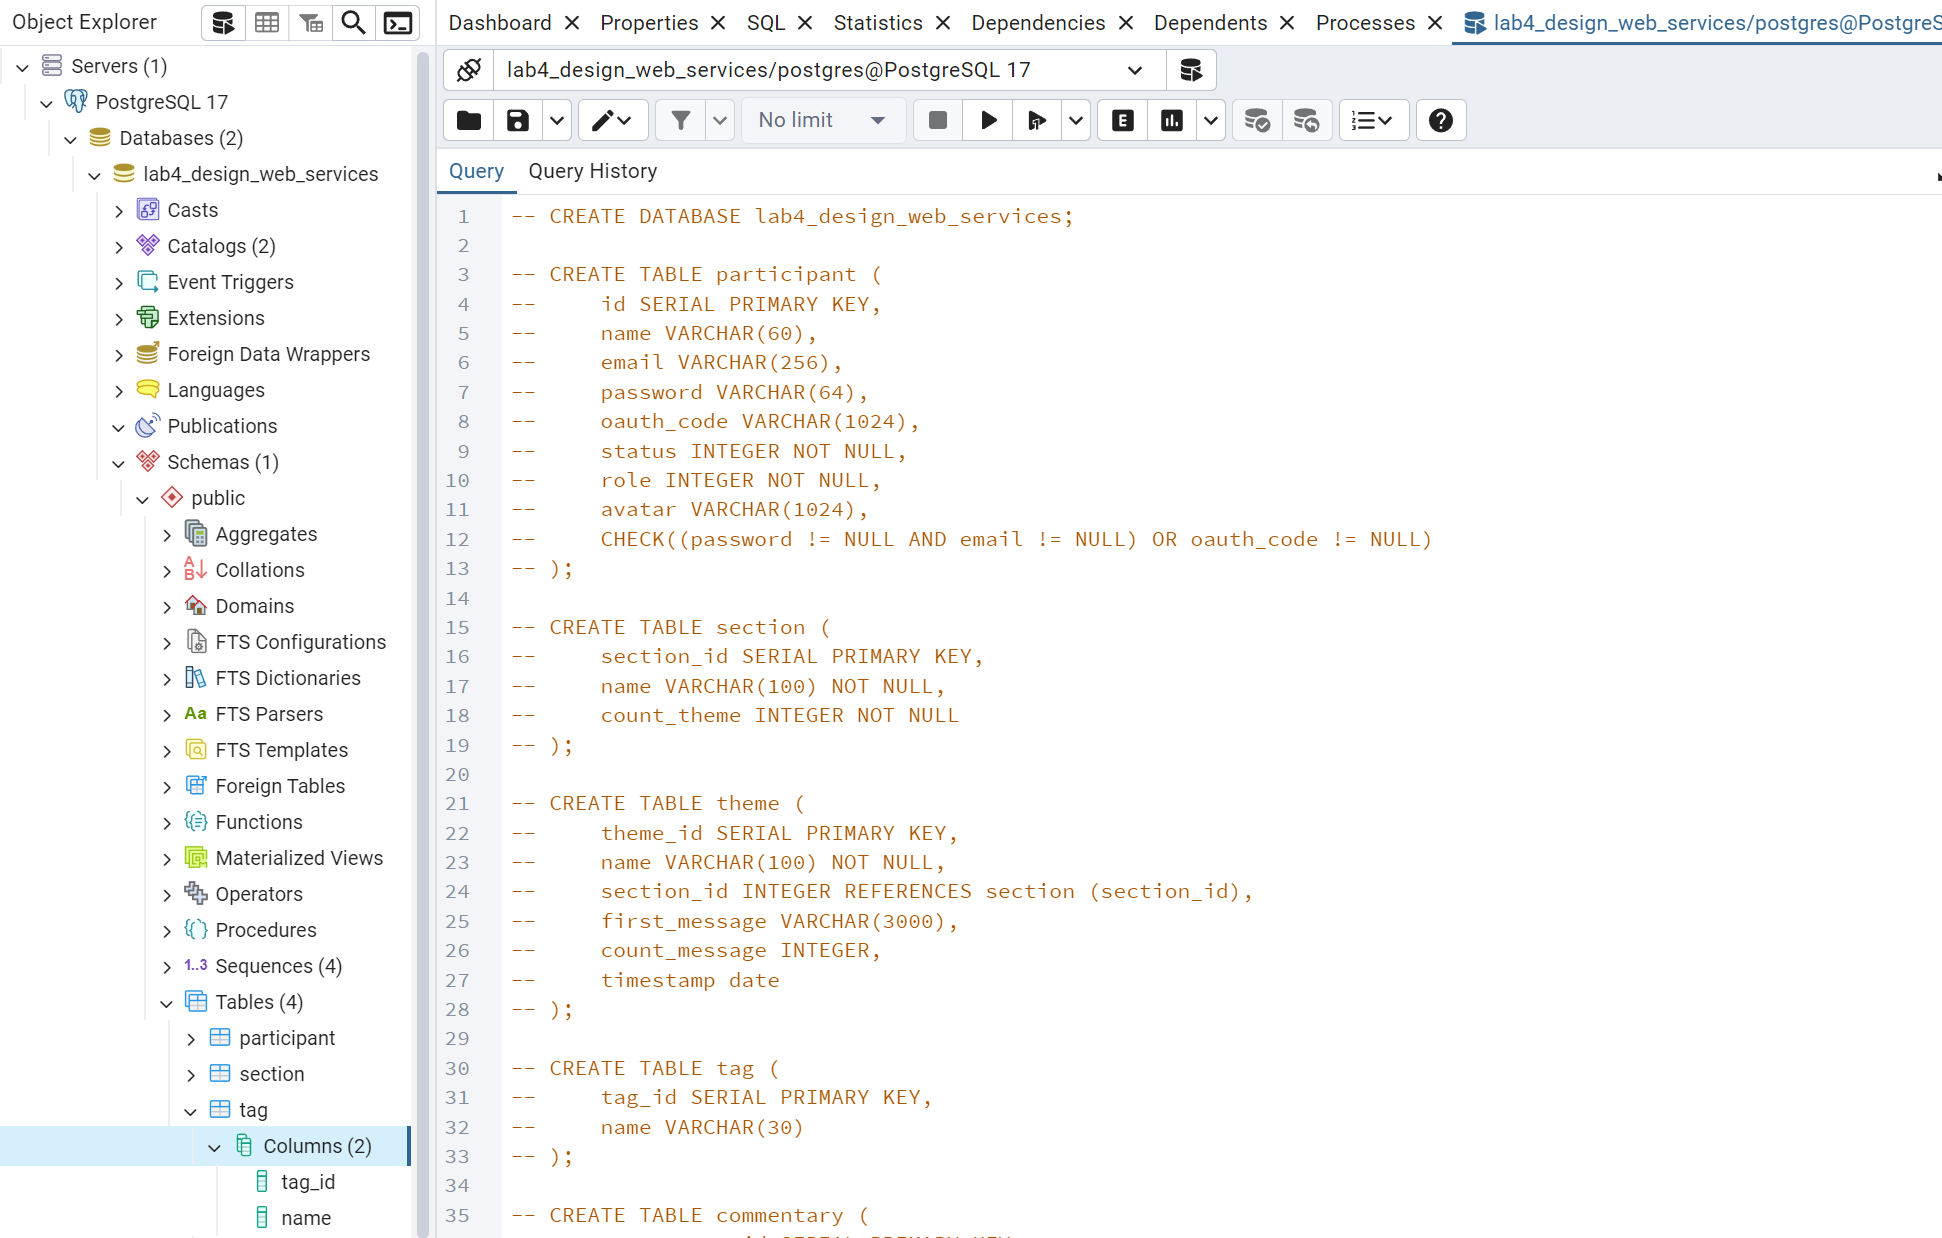 Object Explorer
Dashboard Properties SQL Statistics Dependencies Dependents Processes lab4_design_web_services/postgres@PostgreS
lab4_design_web_services/postgres@PostgreSQL 17
No limit
Query Query History
Servers (1)
PostgreSQL 17
Databases (2)
lab4_design_web_services
Casts
Catalogs (2)
Event Triggers
Extensions
Foreign Data Wrappers
Languages
Publications
Schemas (1)
public
Aggregates
Collations
Domains
FTS Configurations
FTS Dictionaries
Aa FTS Parsers
FTS Templates
Foreign Tables
Functions
Materialized Views
Operators
Procedures
1..3 Sequences (4)
Tables (4)
participant
section
tag
Columns (2)
tag_id
name
1 -- CREATE DATABASE lab4_design_web_services;
2
3 -- CREATE TABLE participant (
4 --     id SERIAL PRIMARY KEY,
5 --     name VARCHAR(60),
6 --     email VARCHAR(256),
7 --     password VARCHAR(64),
8 --     oauth_code VARCHAR(1024),
9 --     status INTEGER NOT NULL,
10 --     role INTEGER NOT NULL,
11 --     avatar VARCHAR(1024),
12 --     CHECK((password != NULL AND email != NULL) OR oauth_code != NULL)
13 -- );
14
15 -- CREATE TABLE section (
16 --     section_id SERIAL PRIMARY KEY,
17 --     name VARCHAR(100) NOT NULL,
18 --     count_theme INTEGER NOT NULL
19 -- );
20
21 -- CREATE TABLE theme (
22 --     theme_id SERIAL PRIMARY KEY,
23 --     name VARCHAR(100) NOT NULL,
24 --     section_id INTEGER REFERENCES section (section_id),
25 --     first_message VARCHAR(3000),
26 --     count_message INTEGER,
27 --     timestamp date
28 -- );
29
30 -- CREATE TABLE tag (
31 --     tag_id SERIAL PRIMARY KEY,
32 --     name VARCHAR(30)
33 -- );
34
35 -- CREATE TABLE commentary (